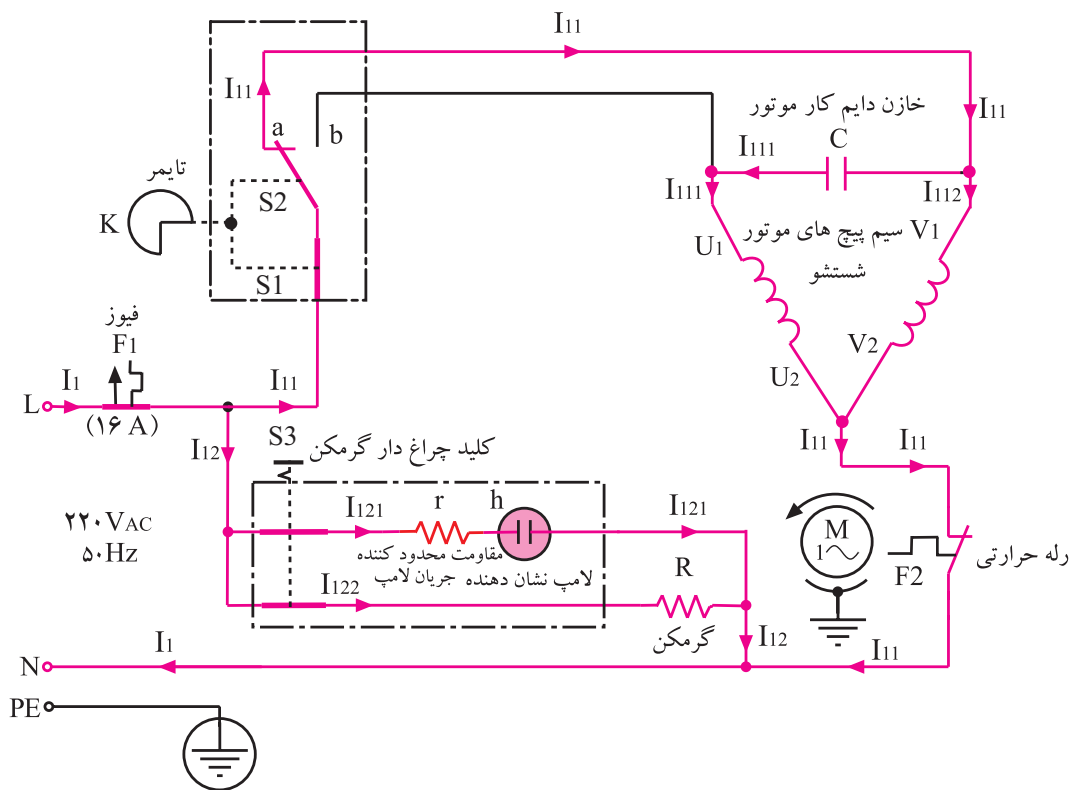 I11
I11
a
b
خازن دایم کار موتور
I11
C
I111
تایمر
S2
K
I111
I112
U1
سیم پیچ های موتور
V1
شستشو
S1
فیوز
F1
V2
U2
I1
I11
L
(۱۶ A)
S3
کلید چراغ دار گرمکن
I11
I11
I12
I121
r
h
I121
۲۲۰VAC
۵۰Hz
مقاومت محدود کننده
جریان لامپ
لامپ نشان دهنده
M
1
F2
رله حرارتی
I122
R
گرمکن
I12
I1
I11
N
PE